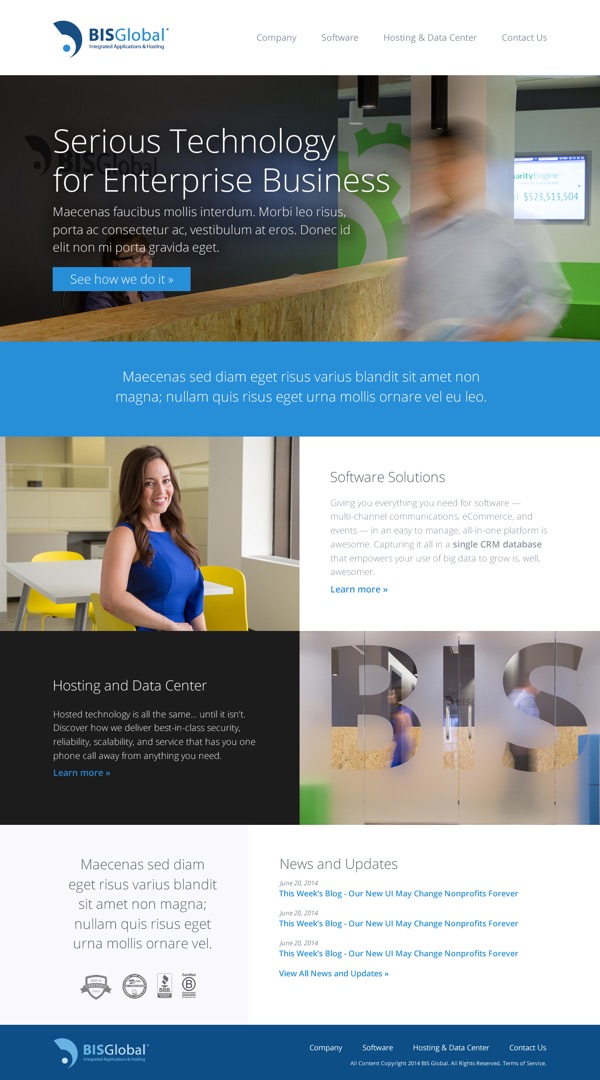 BISGlobal
Integrated Applications & Hosting
Company
Software
Hosting & Data Center
Contact Us
BISGlobal
Serious Technology
for Enterprise Business
Maecenas faucibus mollis interdum. Morbi leo risus,
porta ac consectetur ac, vestibulum at eros. Donec id
elit non mi porta gravida eget.
See how we do it »
arityEngine
$525,513,504
Maecenas sed diam eget risus varius blandit sit amet non
magna; nullam quis risus eget urna mollis ornare vel eu leo.
Software Solutions
Giving you everything you need for software —
multi-channel communications, eCommerce, and
events — in an easy to manage, all-in-one platform is
awesome. Capturing it all in a single CRM database
that empowers your use of big data to grow is, well,
awesomer.
Learn more »
Hosting and Data Center
Hosted technology is all the same... until it isn't.
Discover how we deliver best-in-class security,
reliability, scalability, and service that has you one
phone call away from anything you need.
Learn more »
BIS
Maecenas sed diam
eget risus varius blandit
sit amet non magna;
nullam quis risus eget
urna mollis ornare vel.
BBB
Certified
B
News and Updates
June 20, 2014
This Week's Blog - Our New UI May Change Nonprofits Forever
June 20, 2014
This Week's Blog - Our New UI May Change Nonprofits Forever
June 20, 2014
This Week's Blog - Our New UI May Change Nonprofits Forever
View All News and Updates »
BISGlobal
Integrated Applications & Hosting
Company
Software
Hosting & Data Center
Contact Us
All Content Copyright 2014 BIS Global. All Rights Reserved. Terms of Service.